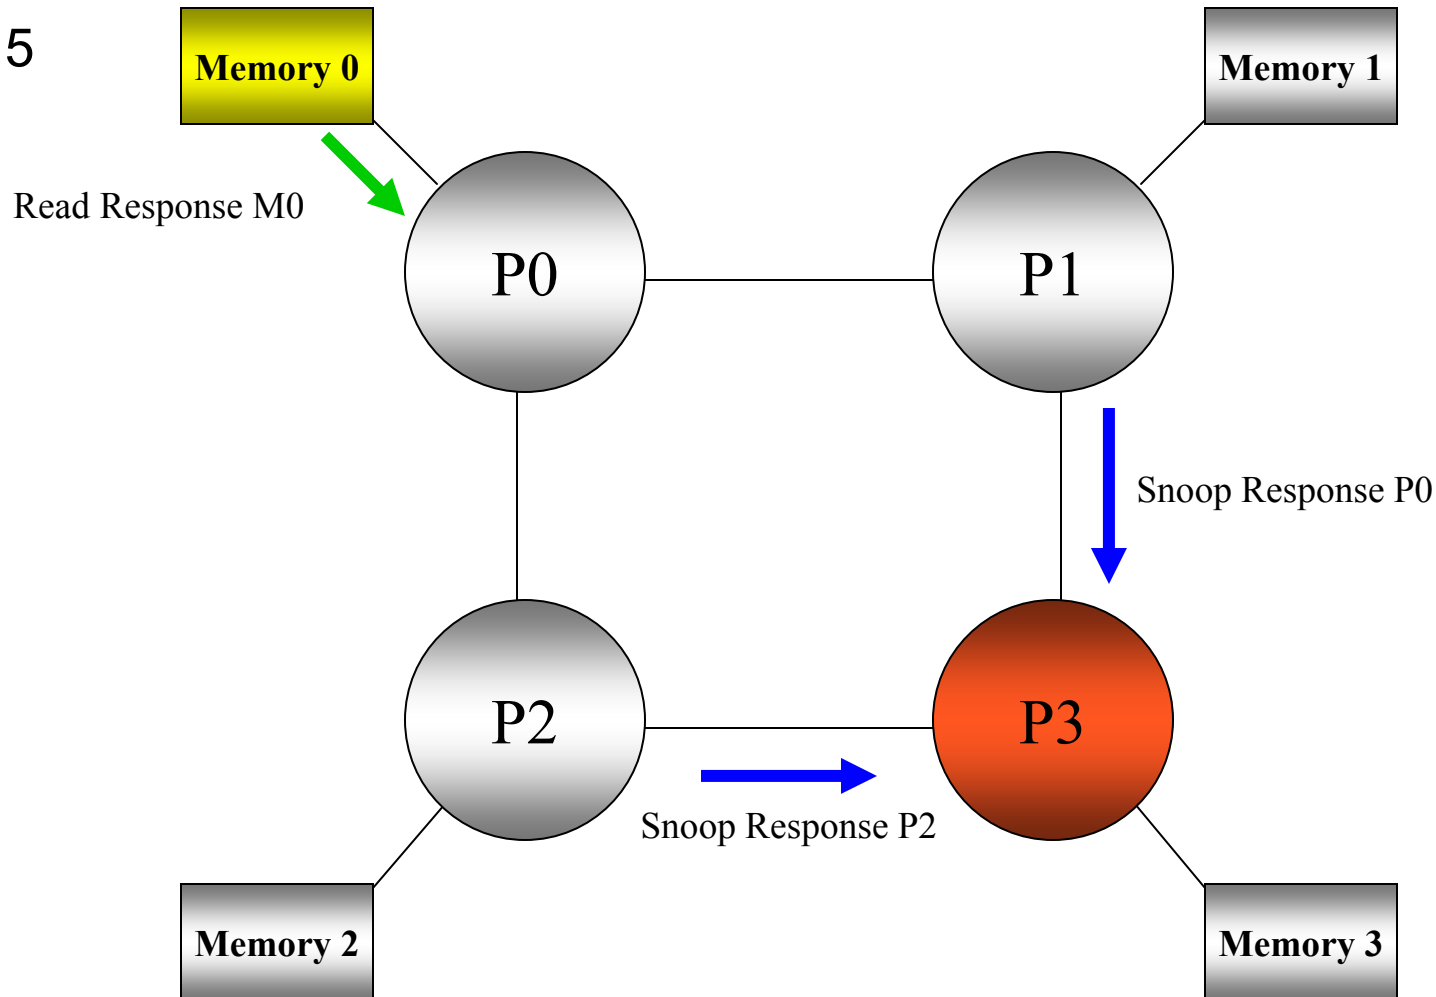 5
Memory 0
Memory 1
Read Response M0
P0
P1
Snoop Response P0
P2
P3
Snoop Response P2
Memory 2
Memory 3